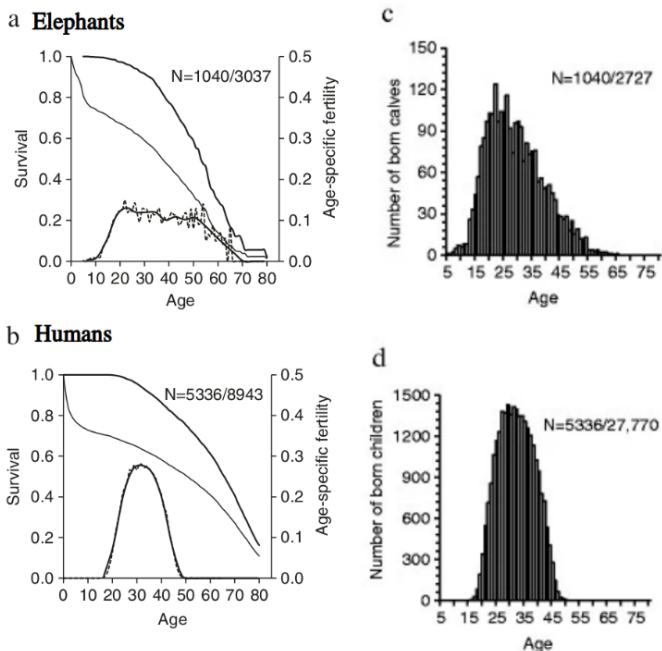 a Elephants
N=1040/3037
Survival
1.0
0.8
0.6
0.4
0.2
0.0
0.5
0.4
0.3
0.2
0.1
0.0
Age-specific fertility
0 10 20 30 40 50 60 70 80
Age
c
N=1040/2727
Number of born calves
150
120
90
60
30
0
5 15 25 35 45 55 65 75
Age
b Humans
N=5336/8943
Survival
1.0
0.8
0.6
0.4
0.2
0.0
0.5
0.4
0.3
0.2
0.1
0.0
Age-specific fertility
0 10 20 30 40 50 60 70 80
Age
d
N=5336/27,770
Number of born children
1500
1200
900
600
300
0
5 15 25 35 45 55 65 75
Age